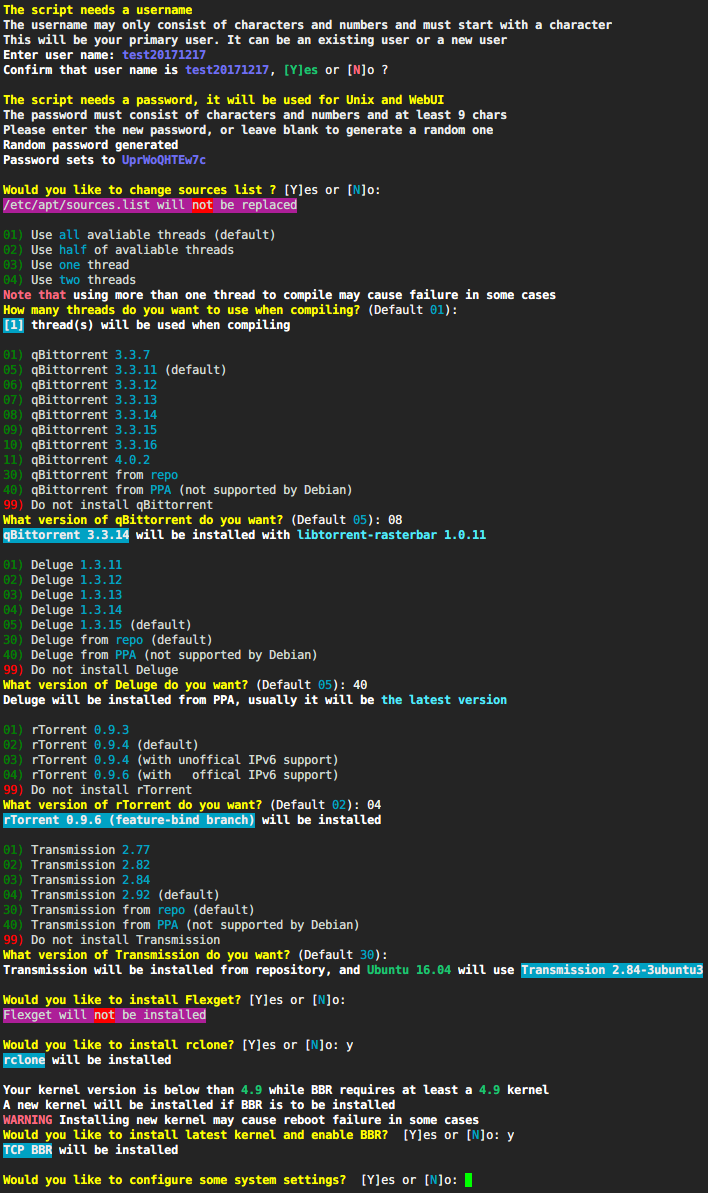 The script needs a username
The username may only consist of characters and numbers and must start with a character
This will be your primary user. It can be an existing user or a new user
Enter user name: test20171217
Confirm that user name is test20171217, [Y]es or [N]o ?
The script needs a password, it will be used for Unix and WebUI
The password must consist of characters and numbers and at least 9 chars
Please enter the new password, or leave blank to generate a random one
Random password generated
Password sets to UprWoQHTEw7c
Would you like to change sources list ? [Y]es or [N]o:
/etc/apt/sources.list will not be replaced
01) Use all avaliable threads (default)
02) Use half of avaliable threads
03) Use one thread
04) Use two threads
Note that using more than one thread to compile may cause failure in some cases
How many threads do you want to use when compiling? (Default 01):
[1] thread(s) will be used when compiling
01) qBittorrent 3.3.7
05) qBittorrent 3.3.11 (default)
06) qBittorrent 3.3.12
07) qBittorrent 3.3.13
08) qBittorrent 3.3.14
09) qBittorrent 3.3.15
10) qBittorrent 3.3.16
11) qBittorrent 4.0.2
30) qBittorrent from repo
40) qBittorrent from PPA (not supported by Debian)
99) Do not install qBittorrent
What version of qBittorrent do you want? (Default 05): 08
qBittorrent 3.3.14 will be installed with libtorrent-rasterbar 1.0.11
01) Deluge 1.3.11
02) Deluge 1.3.12
03) Deluge 1.3.13
04) Deluge 1.3.14
05) Deluge 1.3.15 (default)
30) Deluge from repo (default)
40) Deluge from PPA (not supported by Debian)
99) Do not install Deluge
What version of Deluge do you want? (Default 05): 40
Deluge will be installed from PPA, usually it will be the latest version
01) rTorrent 0.9.3
02) rTorrent 0.9.4 (default)
03) rTorrent 0.9.4 (with unoffical IPv6 support)
04) rTorrent 0.9.6 (with   offical IPv6 support)
99) Do not install rTorrent
What version of rTorrent do you want? (Default 02): 04
rTorrent 0.9.6 (feature-bind branch) will be installed
01) Transmission 2.77
02) Transmission 2.82
03) Transmission 2.84
04) Transmission 2.92 (default)
30) Transmission from repo (default)
40) Transmission from PPA (not supported by Debian)
99) Do not install Transmission
What version of Transmission do you want? (Default 30):
Transmission will be installed from repository, and Ubuntu 16.04 will use Transmission 2.84-3ubuntu3
Would you like to install Flexget? [Y]es or [N]o:
Flexget will not be installed
Would you like to install rclone? [Y]es or [N]o: y
rclone will be installed
Your kernel version is below than 4.9 while BBR requires at least a 4.9 kernel
A new kernel will be installed if BBR is to be installed
WARNING Installing new kernel may cause reboot failure in some cases
Would you like to install latest kernel and enable BBR?  [Y]es or [N]o: y
TCP BBR will be installed
Would you like to configure some system settings?  [Y]es or [N]o: